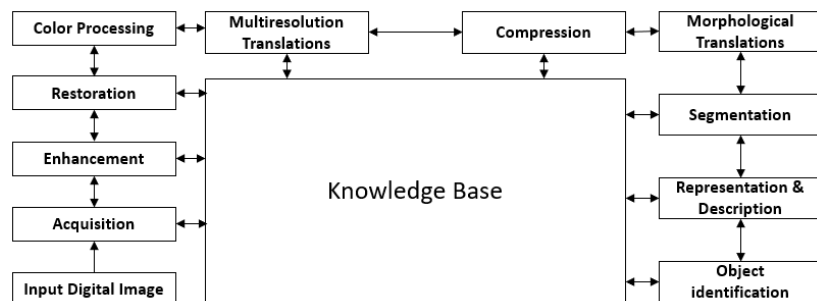 Color Processing
Multiresolution
Translations
Compression
Morphological
Translations
Restoration
Segmentation
Enhancement
Knowledge Base
Representation &
Description
Acquisition
Input Digital Image
Object
identification